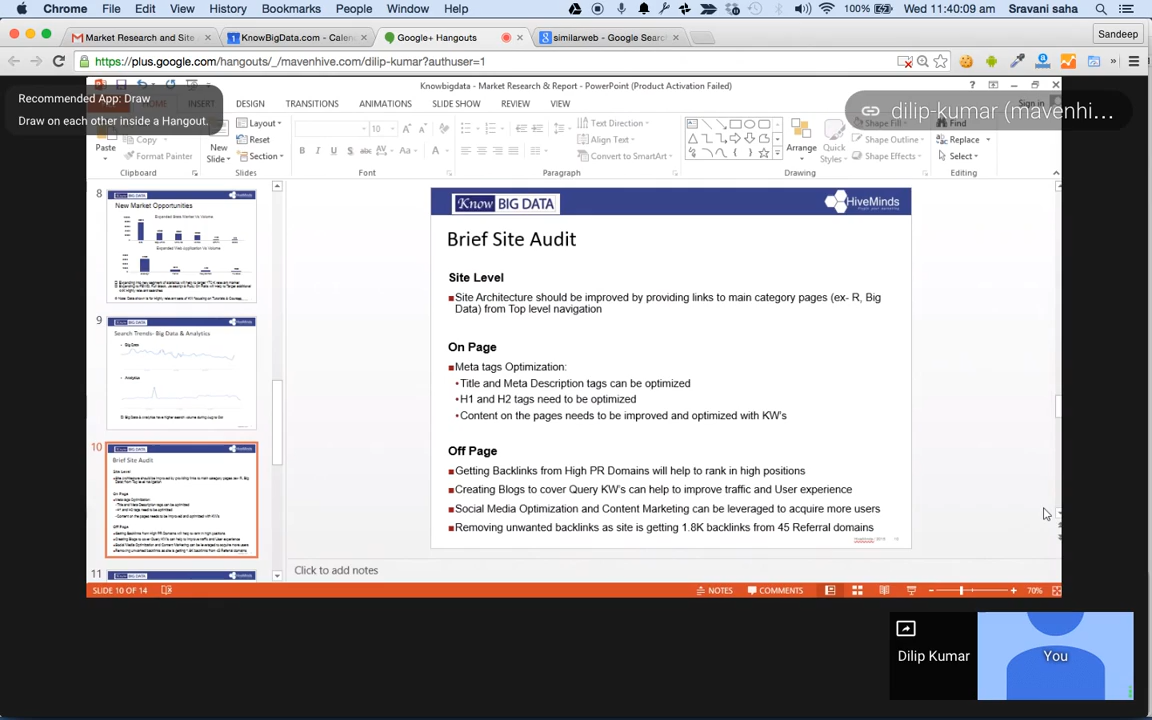 Chrome File Edit View History Bookmarks People Window Help 100% Wed 11:40:09 am Sravani saha
Market Research and Site KnowBigData.com - Calen Google+ Hangouts similarweb - Google Searc Sandeep
https://plus.google.com/hangouts/_/mavenhive.com/dilip-kumar?authuser=1
Knowbigdata - Market Research & Report - PowerPoint (Product Activation Failed)
Recommended App: Draw
Draw on each other inside a Hangout.
INSERT DESIGN TRANSITIONS ANIMATIONS SLIDE SHOW REVIEW VIEW
Sign in
dilip-kumar (mavenhi...
Paste
Copy
Format Painter
Clipboard
New
Slide
Layout
Reset
Section
Slides
10
Font
Text Direction
Align Text
Convert to SmartArt
Paragraph
Arrange
Quick
Styles
Shape Fill
Shape Outline
Shape Effects
Drawing
Find
Replace
Select
Editing
8
New Market Opportunities
9
Search Trends- Big Data & Analytics
Big Data
Analytics
10
Brief Site Audit
11
Know BIG DATA
HiveMinds
Brief Site Audit
Site Level
Site Architecture should be improved by providing links to main category pages (ex- R, Big
Data) from Top level navigation
On Page
Meta tags Optimization:
•Title and Meta Description tags can be optimized
•H1 and H2 tags need to be optimized
•Content on the pages needs to be improved and optimized with KW's
Off Page
Getting Backlinks from High PR Domains will help to rank in high positions
Creating Blogs to cover Query KW's can help to improve traffic and User experience
Social Media Optimization and Content Marketing can be leveraged to acquire more users
Removing unwanted backlinks as site is getting 1.8K backlinks from 45 Referral domains
Click to add notes
SLIDE 10 OF 14 NOTES COMMENTS 70%
Dilip Kumar
You